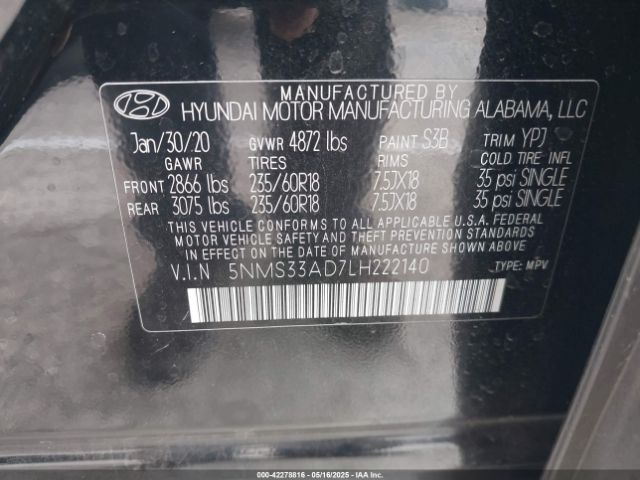 MANUFACTURED BY
HYUNDAI MOTOR MANUFACTURING ALABAMA, LLC
Jan/30/20 GVWR 4872 lbs PAINT S3B TRIM YPJ
GAWR TIRES RIMS COLD TIRE INFL
FRONT 2866 lbs 235/60R18 7.5JX18 35 psi SINGLE
REAR 3075 lbs 235/60R18 7.5JX18 35 psi SINGLE
THIS VEHICLE CONFORMS TO ALL APPLICABLE U.S.A. FEDERAL
MOTOR VEHICLE SAFETY AND THEFT PREVENTION STANDARDS
IN EFFECT ON THE DATE OF MANUFACTURE SHOWN ABOVE.
V.I.N 5NMS33AD7LH222140 TYPE: MPV
000-42278816 - 05/16/2025 - IAAI.COM